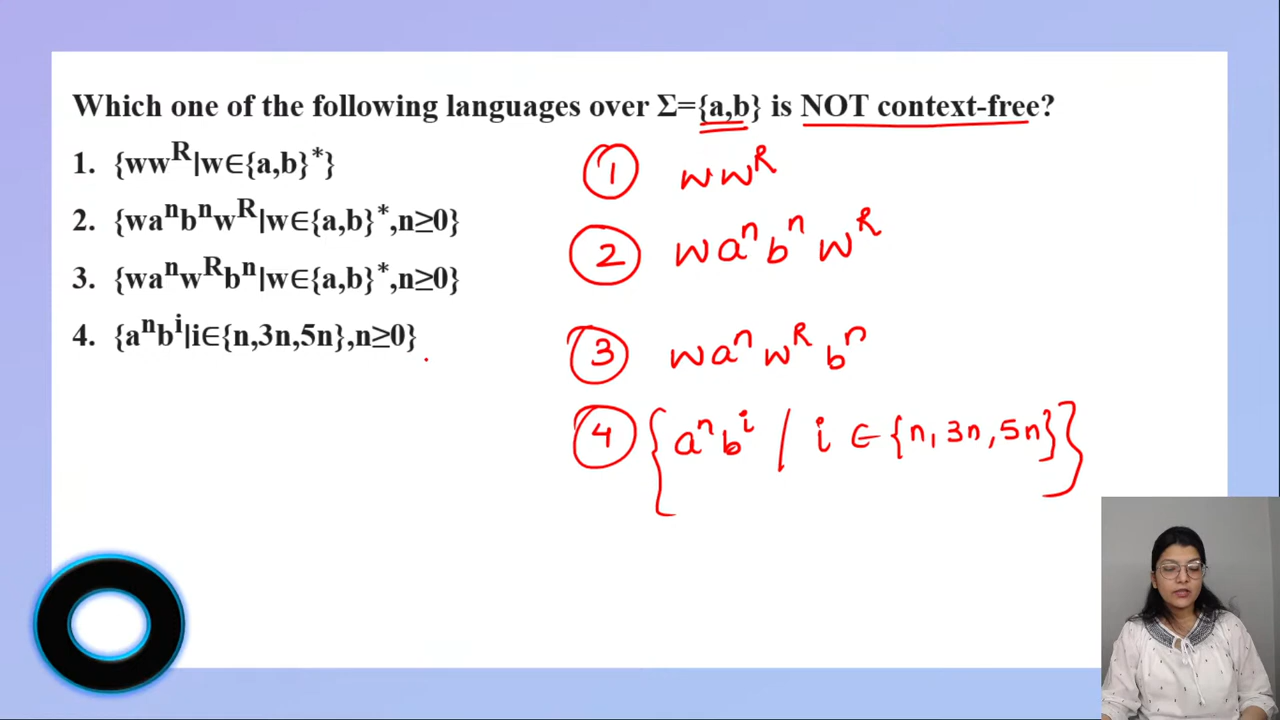 Which one of the following languages over Σ={a,b} is NOT context-free?
1. {ww^R|w∈{a,b}^*}
2. {wa^nb^nw^R|w∈{a,b}^*,n≥0}
3. {wa^nw^Rb^n|w∈{a,b}^*,n≥0}
4. {a^nb^i|i∈{n,3n,5n},n≥0}
① ww^R
② wa^nb^nw^R
③ wa^nw^Rb^n
④ {a^nb^i / i ∈ {n, 3n, 5n}}